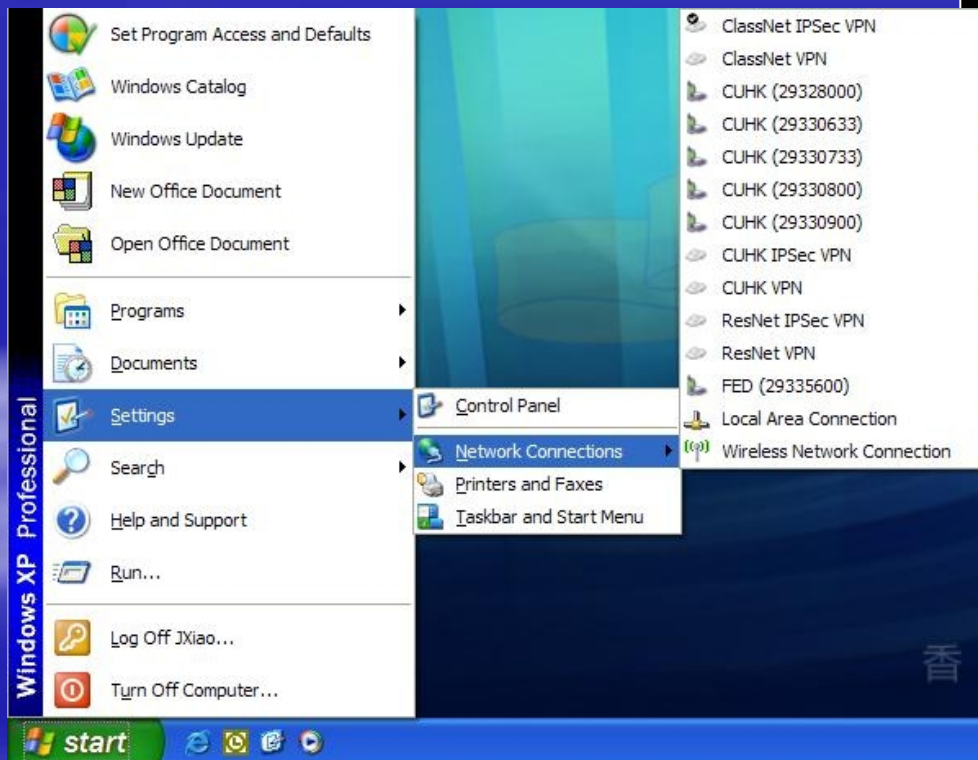 Set Program Access and Defaults
Windows Catalog
Windows Update
New Office Document
Open Office Document
Programs
Documents
Settings
Search
Help and Support
Run...
Log Off JXiao...
Turn Off Computer...
Windows XP Professional
Control Panel
Network Connections
Printers and Faxes
Taskbar and Start Menu
ClassNet IPSec VPN
ClassNet VPN
CUHK (29328000)
CUHK (29330633)
CUHK (29330733)
CUHK (29330800)
CUHK (29330900)
CUHK IPSec VPN
CUHK VPN
ResNet IPSec VPN
ResNet VPN
FED (29335600)
Local Area Connection
Wireless Network Connection
香
start